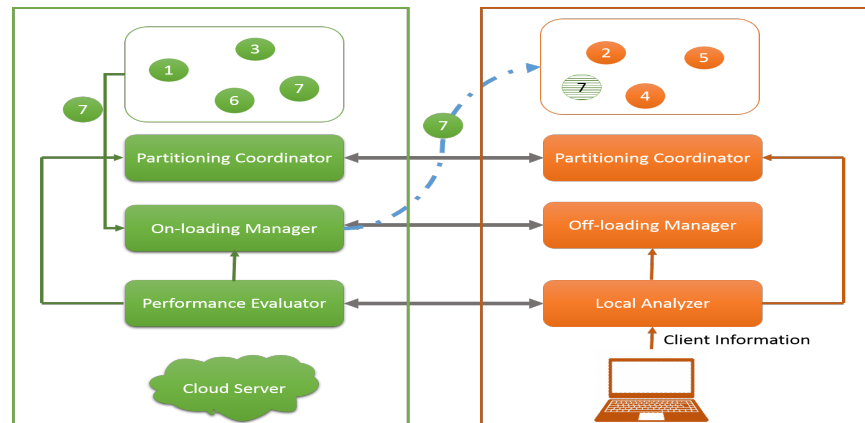 3
1
6
7
7
2
5
7
4
7
Partitioning Coordinator
Partitioning Coordinator
On-loading Manager
Off-loading Manager
Performance Evaluator
Local Analyzer
Client Information
Cloud Server